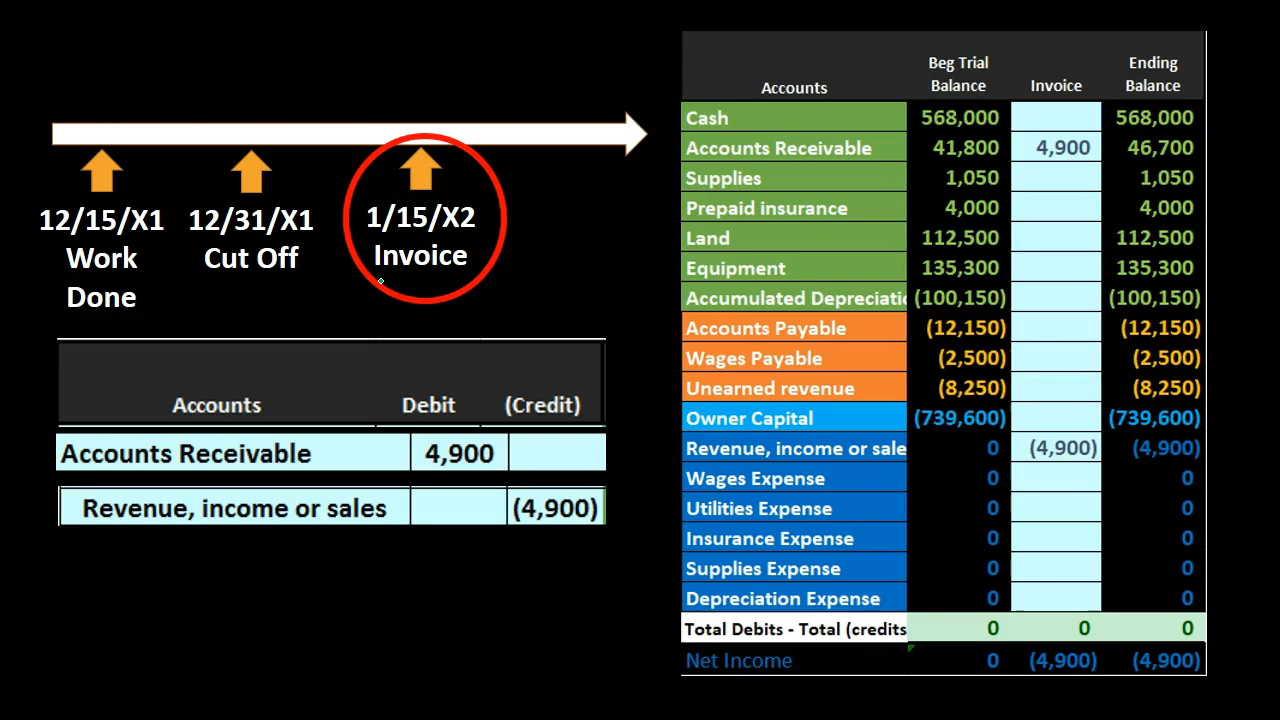 12/15/X1
Work
Done
12/31/X1
Cut Off
1/15/X2
Invoice
Accounts Debit (Credit)
Accounts Receivable 4,900
Revenue, income or sales (4,900)
Accounts Beg Trial Balance Invoice Ending Balance
Cash 568,000 568,000
Accounts Receivable 41,800 4,900 46,700
Supplies 1,050 1,050
Prepaid insurance 4,000 4,000
Land 112,500 112,500
Equipment 135,300 135,300
Accumulated Depreciatio (100,150) (100,150)
Accounts Payable (12,150) (12,150)
Wages Payable (2,500) (2,500)
Unearned revenue (8,250) (8,250)
Owner Capital (739,600) (739,600)
Revenue, income or sale 0 (4,900) (4,900)
Wages Expense 0 0
Utilities Expense 0 0
Insurance Expense 0 0
Supplies Expense 0 0
Depreciation Expense 0 0
Total Debits - Total (credits 0 0 0
Net Income 0 (4,900) (4,900)